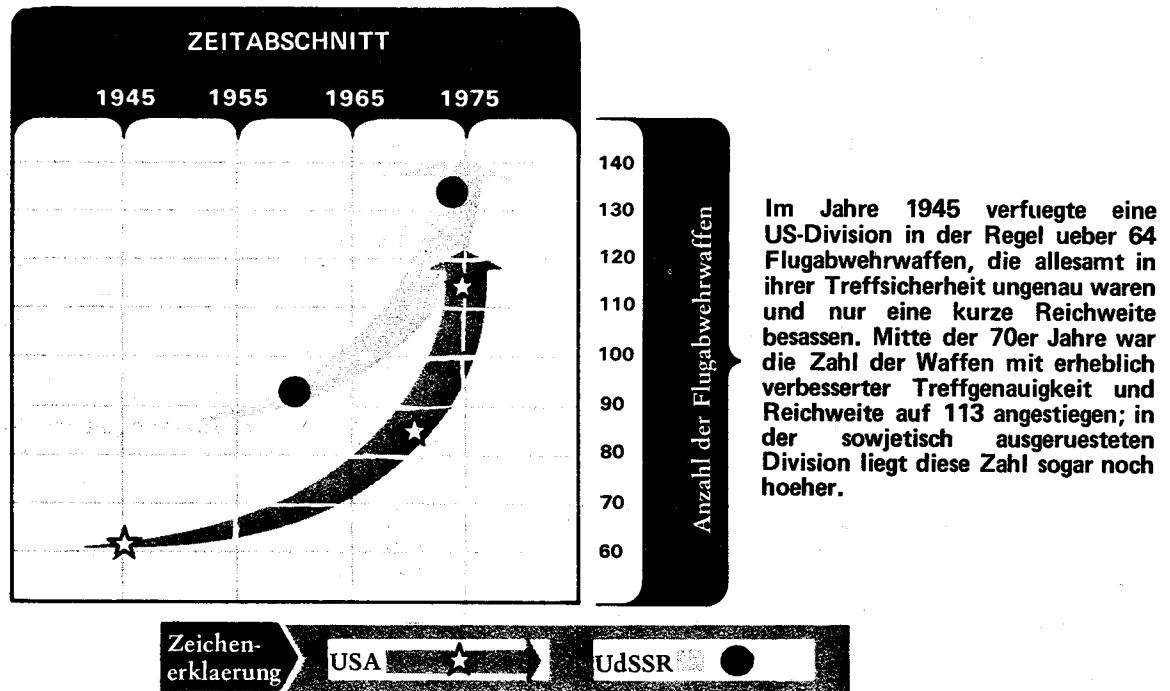 ZEITABSCHNITT
1945 1955 1965 1975
140
130
120
110
100
90
80
70
60
Anzahl der Flugabwehrwaffen
Im Jahre 1945 verfuegte eine
US-Division in der Regel ueber 64
Flugabwehrwaffen, die allesamt in
ihrer Treffsicherheit ungenau waren
und nur eine kurze Reichweite
besassen. Mitte der 70er Jahre war
die Zahl der Waffen mit erheblich
verbesserter Treffgenauigkeit und
Reichweite auf 113 angestiegen; in
der sowjetisch ausgeruesteten
Division liegt diese Zahl sogar noch
hoeher.
Zeichen-
erklaerung
USA
UdSSR